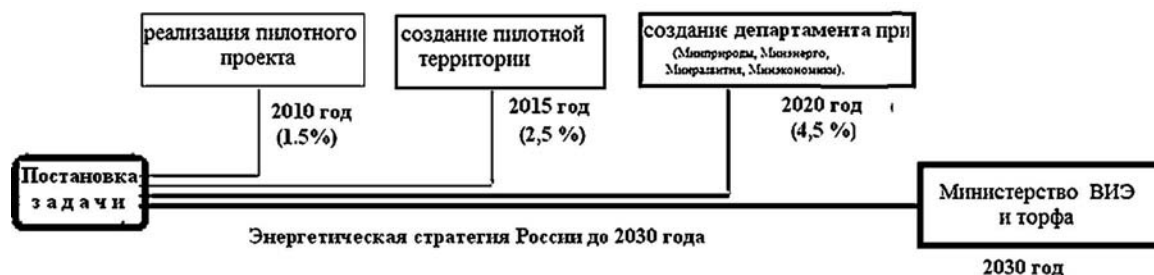 реализация пилотного
проекта
создание пилотной
территории
создание департамента при
(Минприроды, Минэнерго,
Минразвития, Минэкономики).
2010 год
(1.5%)
2015 год
(2,5 %)
2020 год
(4,5 %)
Постановка
задачи
Министерство ВИЭ
и торфа
Энергетическая стратегия России до 2030 года
2030 год